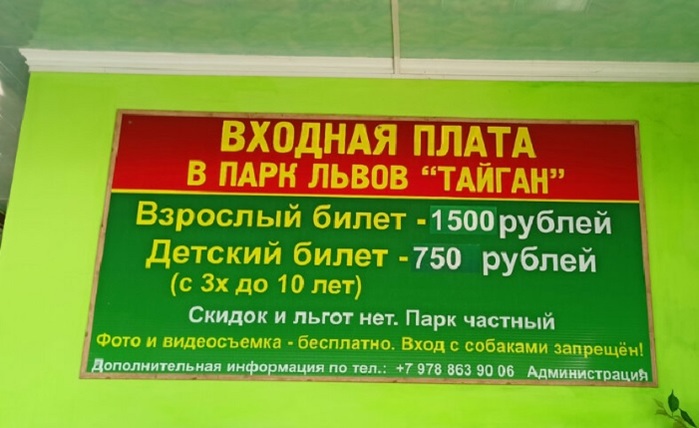 ВХОДНАЯ ПЛАТА
В ПАРК ЛЬВОВ “ТАЙГАН”
Взрослый билет - 1500 рублей
Детский билет - 750 рублей
(с 3х до 10 лет)
Скидок и льгот нет. Парк частный
Фото и видеосъемка - бесплатно. Вход с собаками запрещён!
Дополнительная информация по тел.: +7 978 863 90 06 Администрация